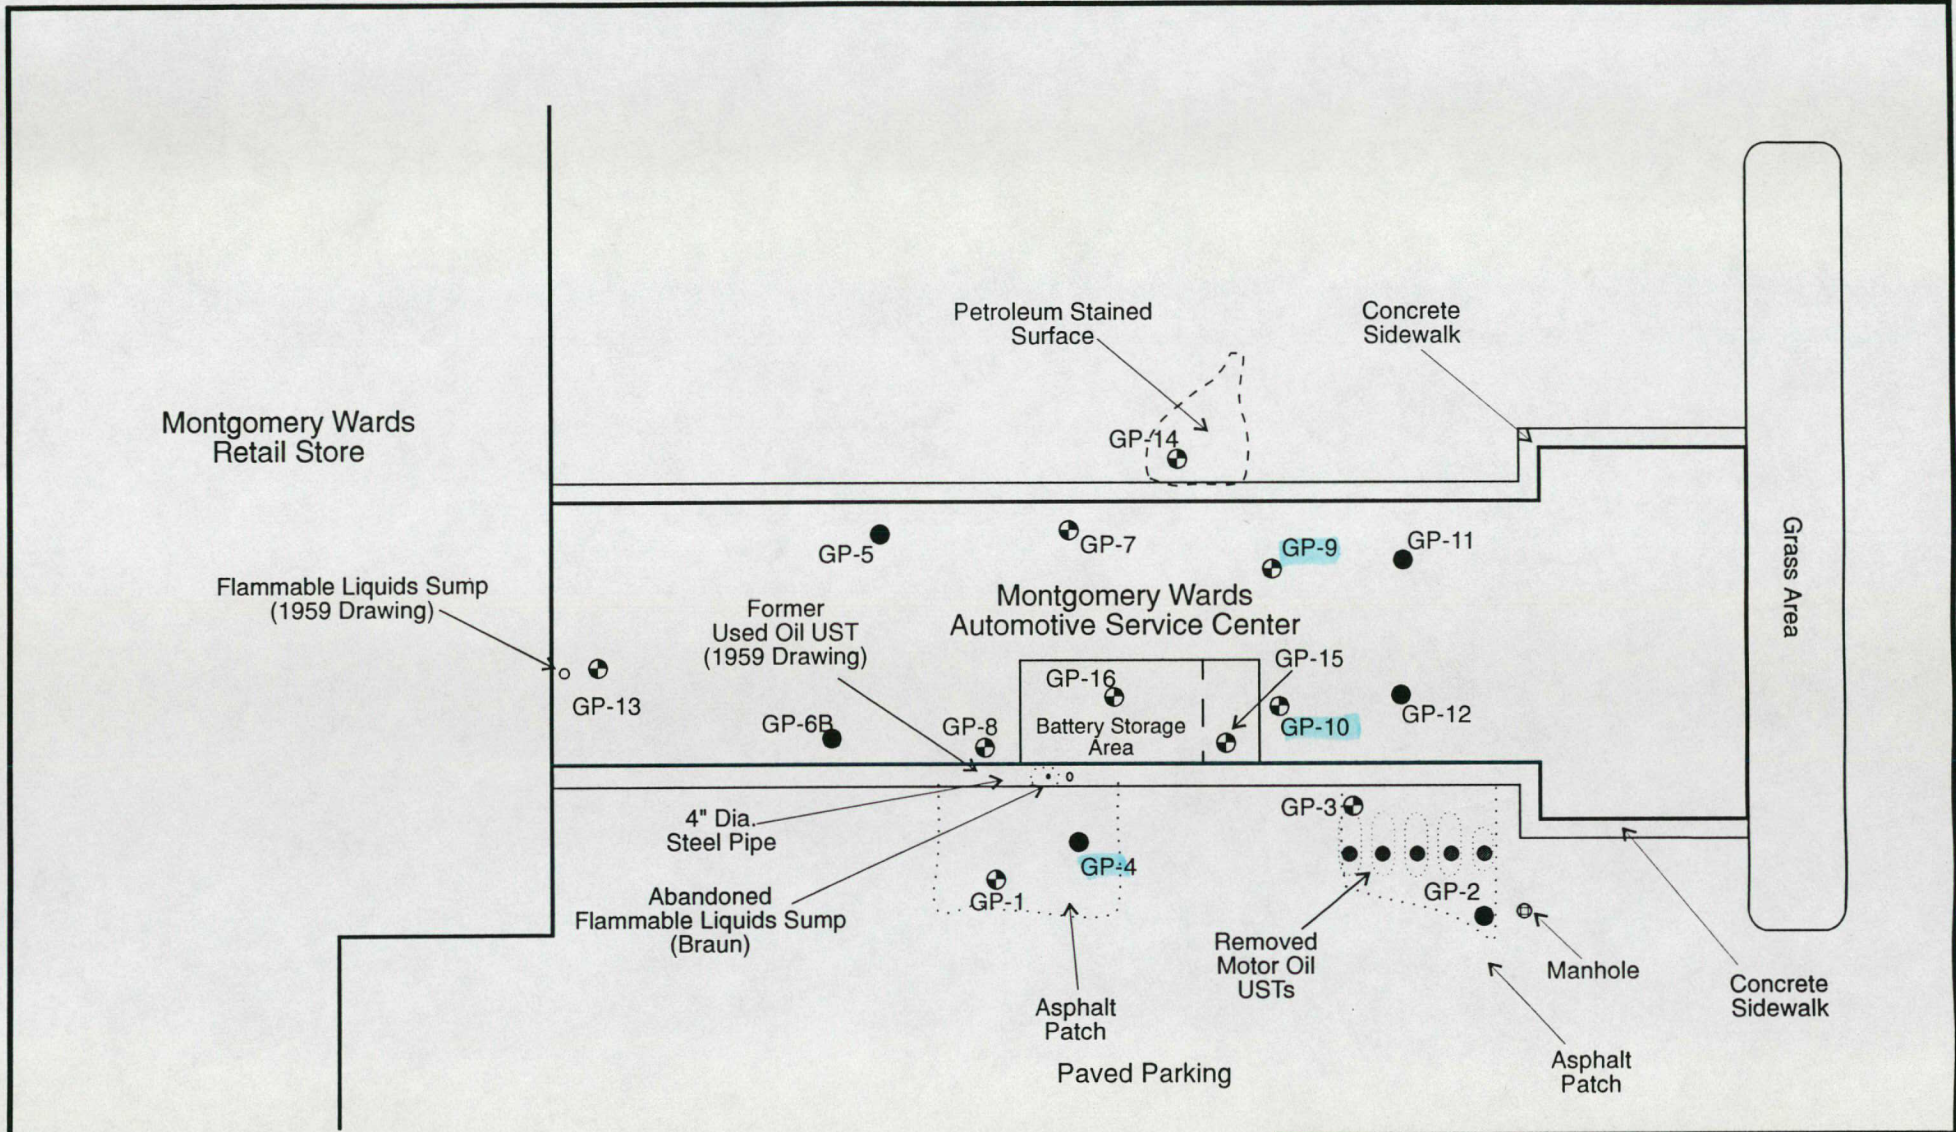 Petroleum Stained
Surface
Concrete
Sidewalk
Montgomery Wards
Retail Store
GP-14
GP-5
GP-7
GP-9
GP-11
Grass Area
Flammable Liquids Sump
(1959 Drawing)
Former
Used Oil UST
(1959 Drawing)
Montgomery Wards
Automotive Service Center
GP-15
GP-16
GP-13
GP-6B
GP-8
Battery Storage
Area
GP-10
GP-12
4" Dia.
Steel Pipe
GP-3
GP-4
GP-1
GP-2
Abandoned
Flammable Liquids Sump
(Braun)
Removed
Motor Oil
USTs
Manhole
Concrete
Sidewalk
Asphalt
Patch
Asphalt
Patch
Paved Parking